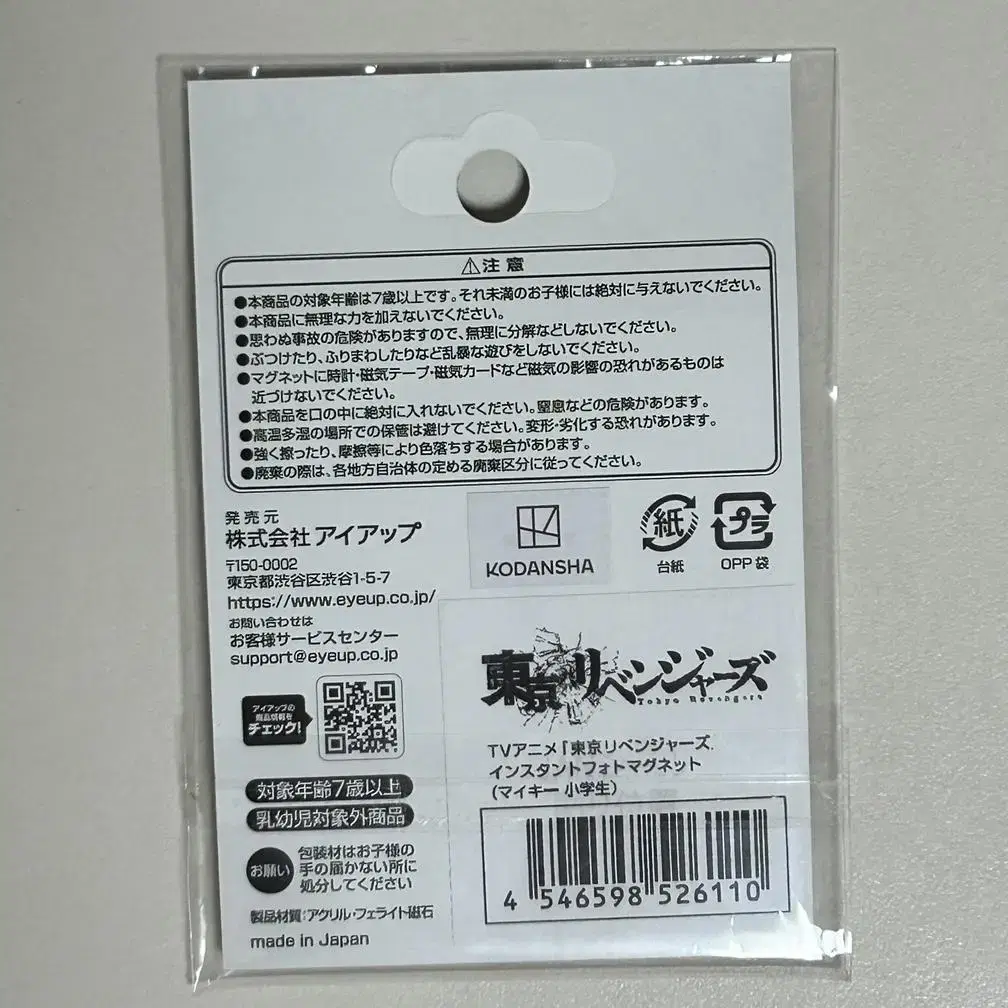 ⚠注意
●本商品の対象年齢は7歳以上です。それ未満のお子様には絶対に与えないでください。
●本商品に無理な力を加えないでください。
●思わぬ事故の危険がありますので、無理に分解などしないでください。
●ぶつけたり、ふりまわしたりなど乱暴な遊びをしないでください。
●マグネットに時計・磁気テープ・磁気カードなど磁気の影響の恐れがあるものは
近づけないでください。
●本商品を口の中に絶対に入れないでください。窒息などの危険があります。
●高温多湿の場所での保管は避けてください。変形・劣化する恐れがあります。
●強く擦ったり、摩擦等により色落ちする場合があります。
●廃棄の際は、各地方自治体の定める廃棄区分に従ってください。
発売元
株式会社 アイアップ
〒150-0002
東京都渋谷区渋谷1-5-7
https://www.eyeup.co.jp/
お問い合わせは
お客様サービスセンター
support@eyeup.co.jp
KODANSHA
紙
台紙
プラ
OPP 袋
アイアップの
商品情報を
チェック!
対象年齢7歳以上
乳幼児対象外商品
お願い
包装材はお子様の
手の届かない所に
処分してください
製品材質:アクリル・フェライト磁石
made in Japan
東京リベンジャーズ
Tokyo Revengers
TVアニメ「東京リベンジャーズ」
インスタントフォトマグネット
(マイキー 小学生)
4 546598 526110